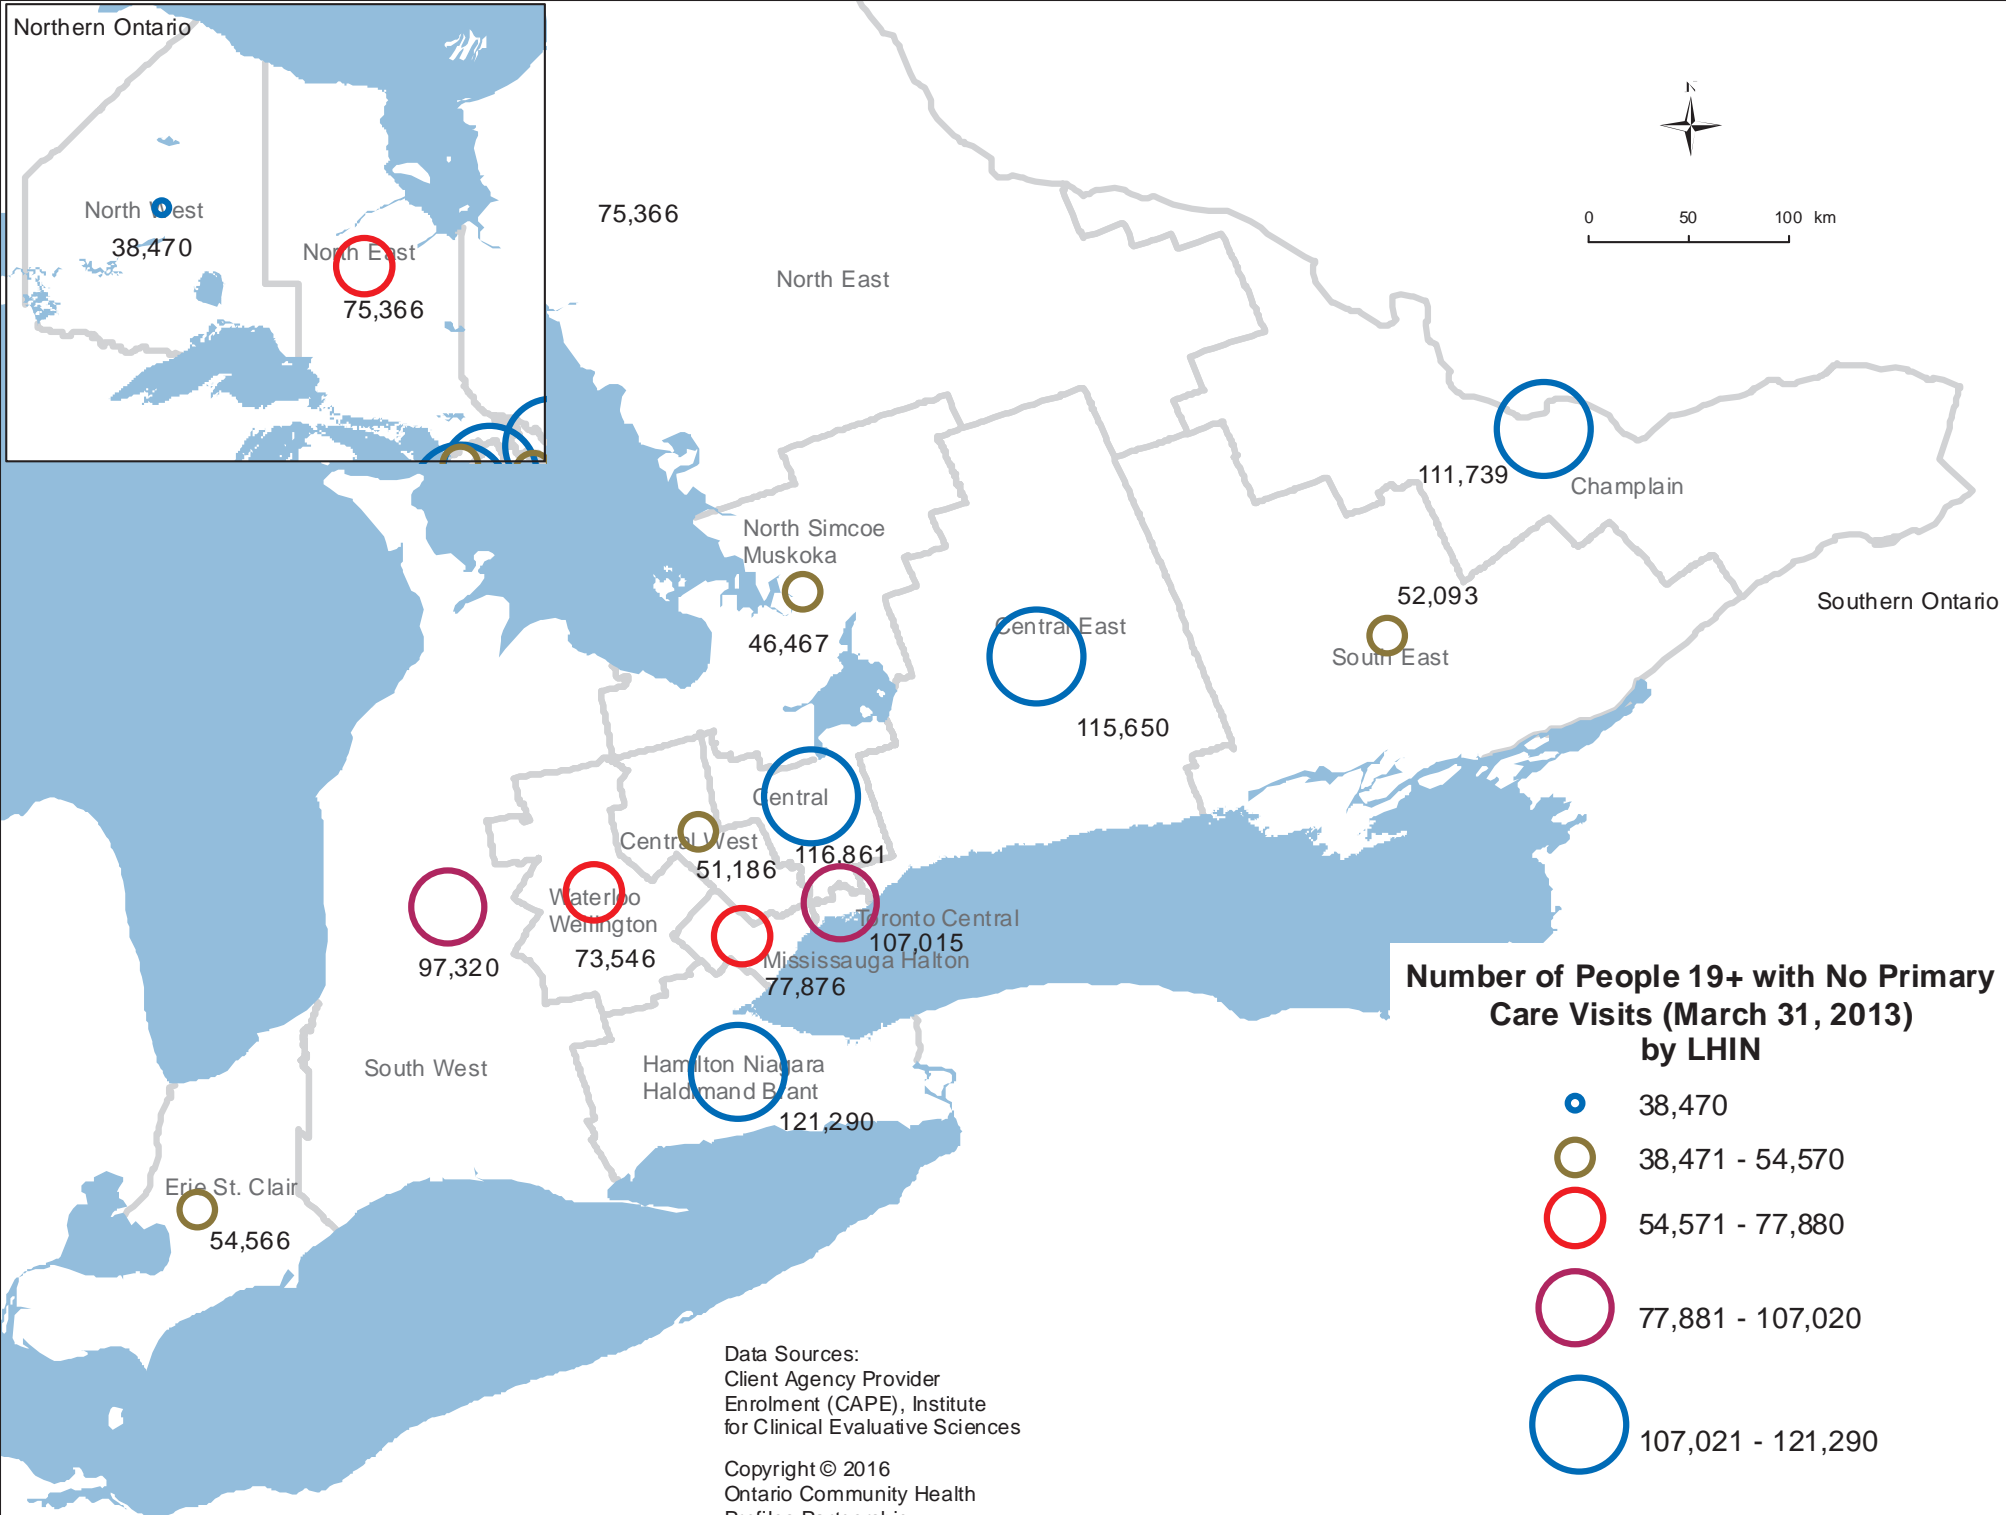 Northern Ontario
North West
38,470
North East
75,366
75,366
North East
N
0 50 100 km
111,739
Champlain
North Simcoe
Muskoka
46,467
52,093
South East
Southern Ontario
Central East
115,650
Central
116,861
Central West
51,186
Waterloo
Wellington
73,546
97,320
South West
Toronto Central
107,015
Mississauga Halton
77,876
Hamilton Niagara
Haldimand Brant
121,290
Erie St. Clair
54,566
Number of People 19+ with No Primary
Care Visits (March 31, 2013)
by LHIN
38,470
38,471 - 54,570
54,571 - 77,880
77,881 - 107,020
107,021 - 121,290
Data Sources:
Client Agency Provider
Enrolment (CAPE), Institute
for Clinical Evaluative Sciences
Copyright © 2016
Ontario Community Health